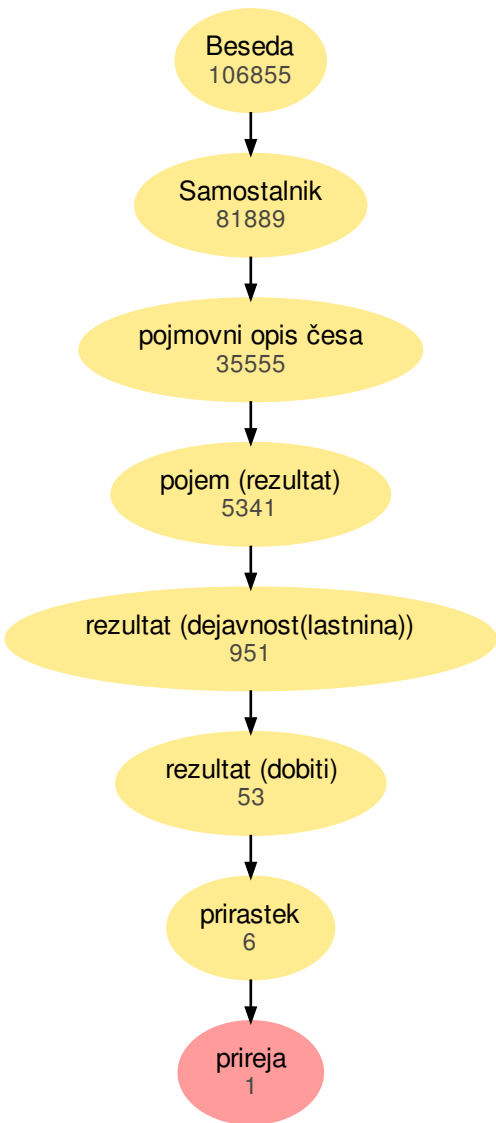 Beseda
106855
Samostalnik
81889
pojmovni opis česa
35555
pojem (rezultat)
5341
rezultat (dejavnost(lastnina))
951
rezultat (dobiti)
53
prirastek
6
prireja
1